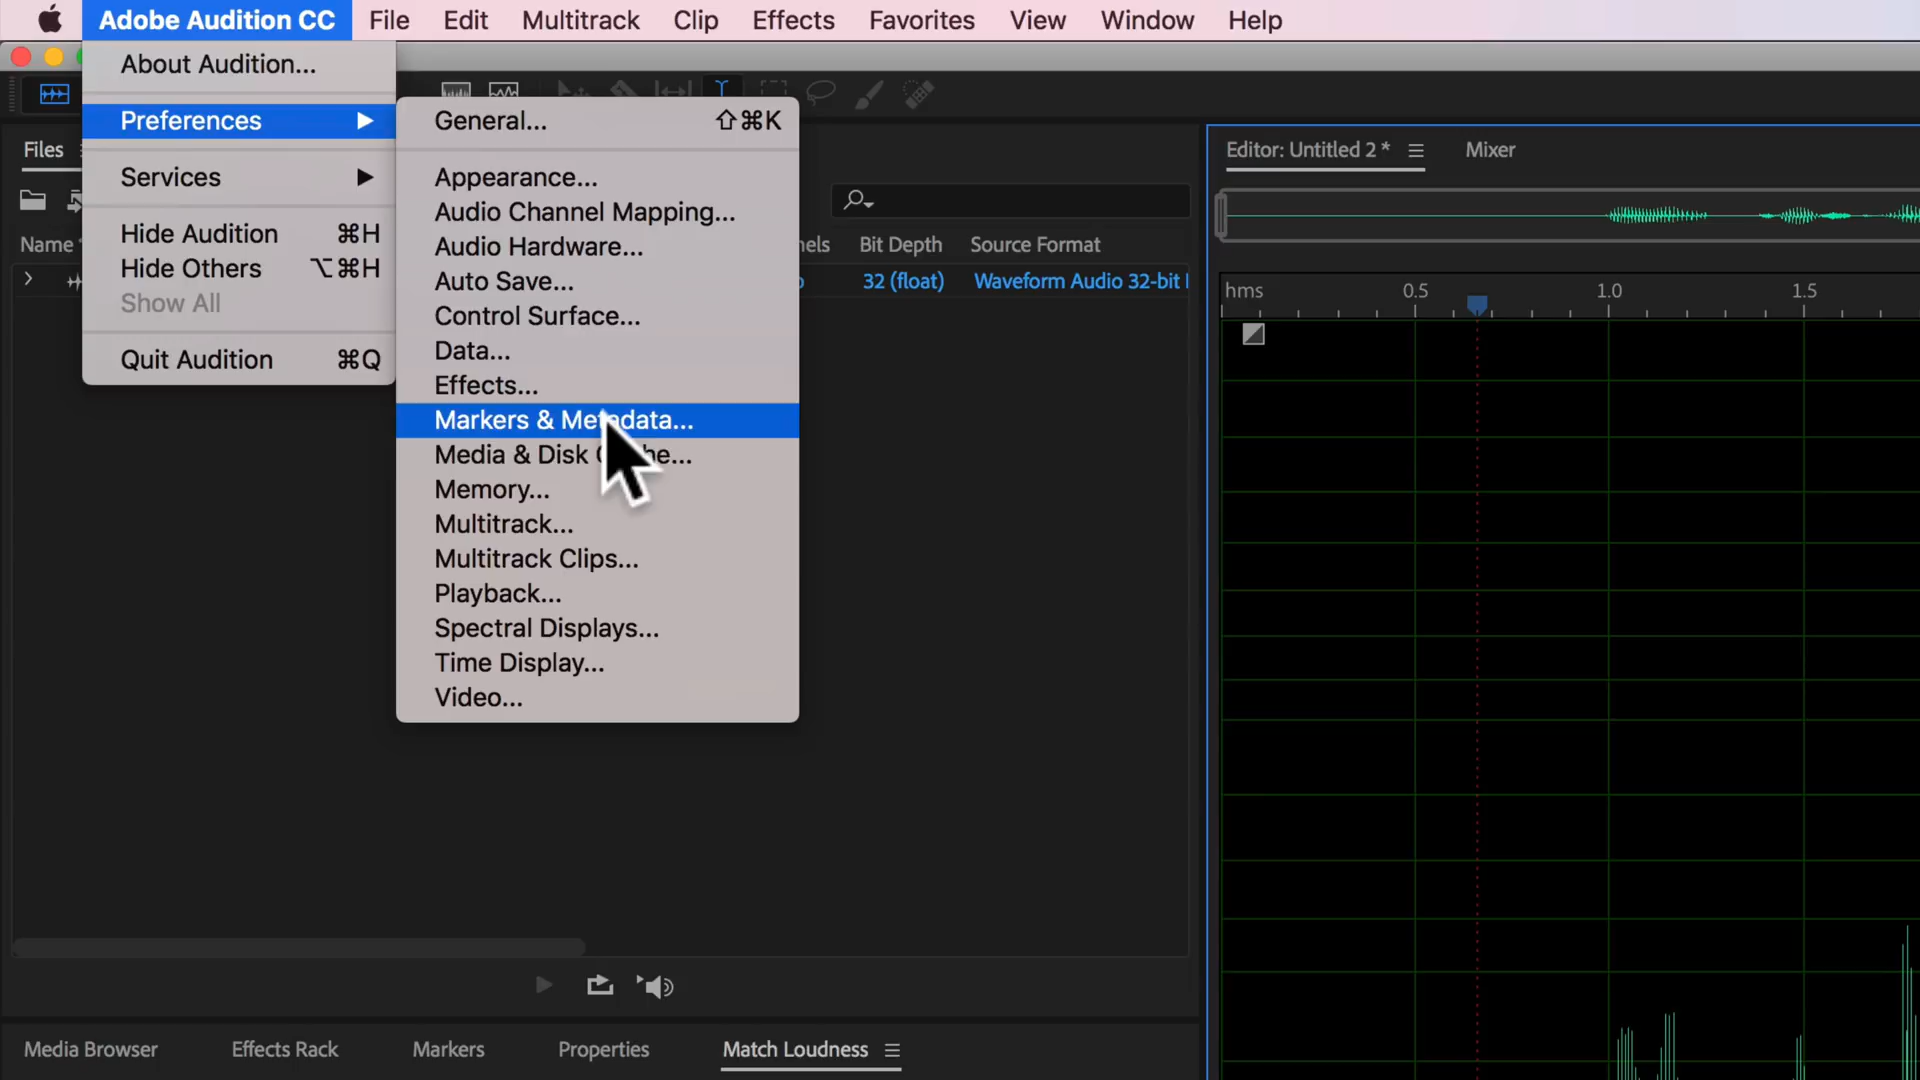 Adobe Audition CC File Edit Multitrack Clip Effects Favorites View Window Help
About Audition...
Preferences
Services
Hide Audition ⌘H
Hide Others ⌥⌘H
Show All
Quit Audition ⌘Q
General... ⇧⌘K
Appearance...
Audio Channel Mapping...
Audio Hardware...
Auto Save...
Control Surface...
Data...
Effects...
Markers & Metadata...
Media & Disk
Memory...
Multitrack...
Multitrack Clips...
Playback...
Spectral Displays...
Time Display...
Video...
Files
Name Bit Depth Source Format
32 (float) Waveform Audio 32-bit
Editor: Untitled 2 * Mixer
hms 0.5 1.0 1.5
Media Browser Effects Rack Markers Properties Match Loudness